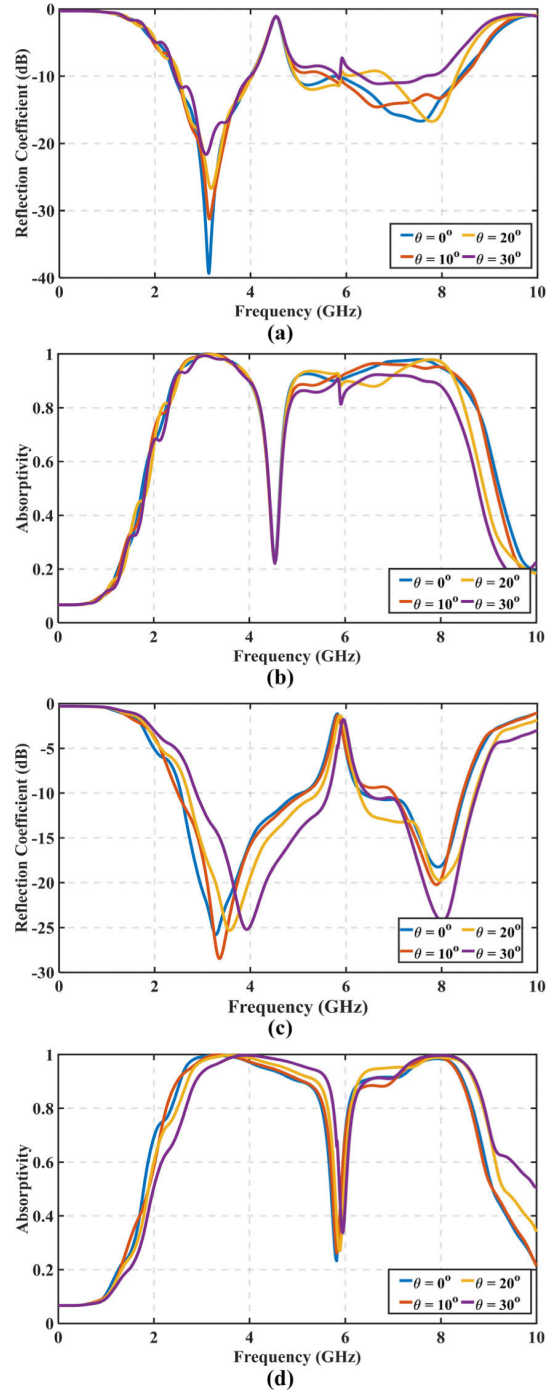 0
-10
-20
-30
-40
Reflection Coefficient (dB)
θ = 0° θ = 20°
θ = 10° θ = 30°
0 2 4 6 8 10
Frequency (GHz)
(a)
1
0.8
0.6
0.4
0.2
0
Absorptivity
θ = 0° θ = 20°
θ = 10° θ = 30°
0 2 4 6 8 10
Frequency (GHz)
(b)
0
-5
-10
-15
-20
-25
-30
Reflection Coefficient (dB)
θ = 0° θ = 20°
θ = 10° θ = 30°
0 2 4 6 8 10
Frequency (GHz)
(c)
1
0.8
0.6
0.4
0.2
0
Absorptivity
θ = 0° θ = 20°
θ = 10° θ = 30°
0 2 4 6 8 10
Frequency (GHz)
(d)